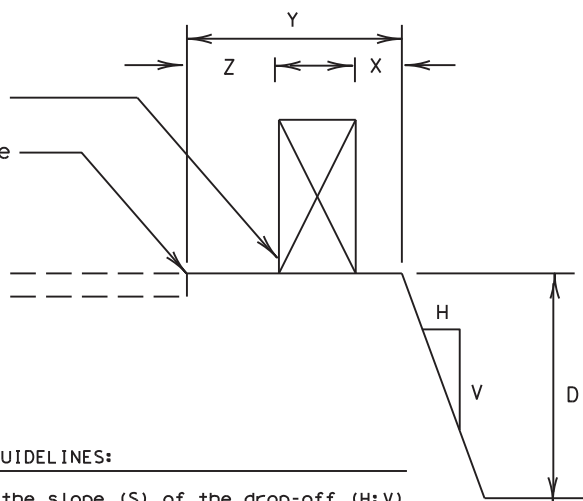 Y
Z X
e
H
V
D
UIDELINES:
the slope (S) of the drop-off (H:V)